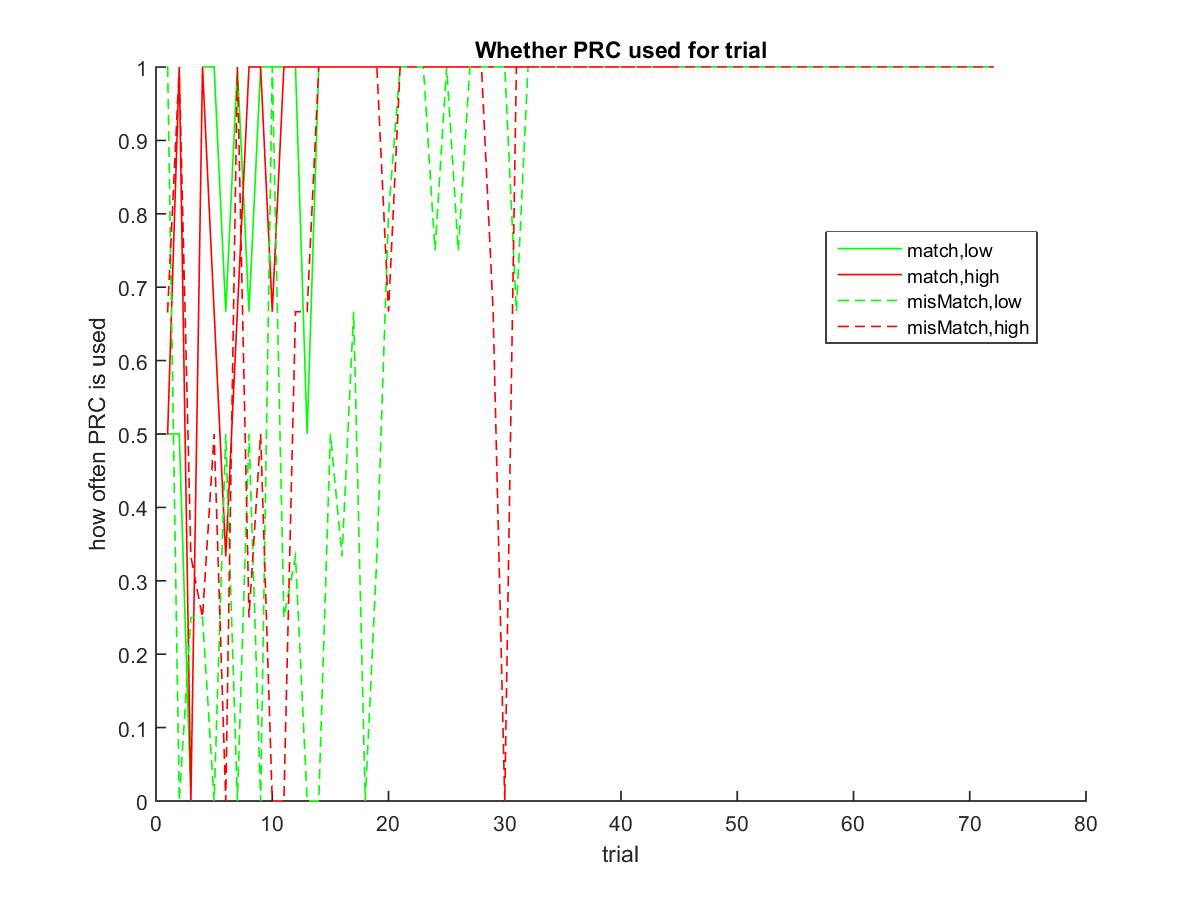 Whether PRC used for trial
how often PRC is used
1
0.9
0.8
0.7
0.6
0.5
0.4
0.3
0.2
0.1
0
match,low
match,high
misMatch,low
misMatch,high
0 10 20 30 40 50 60 70 80
trial